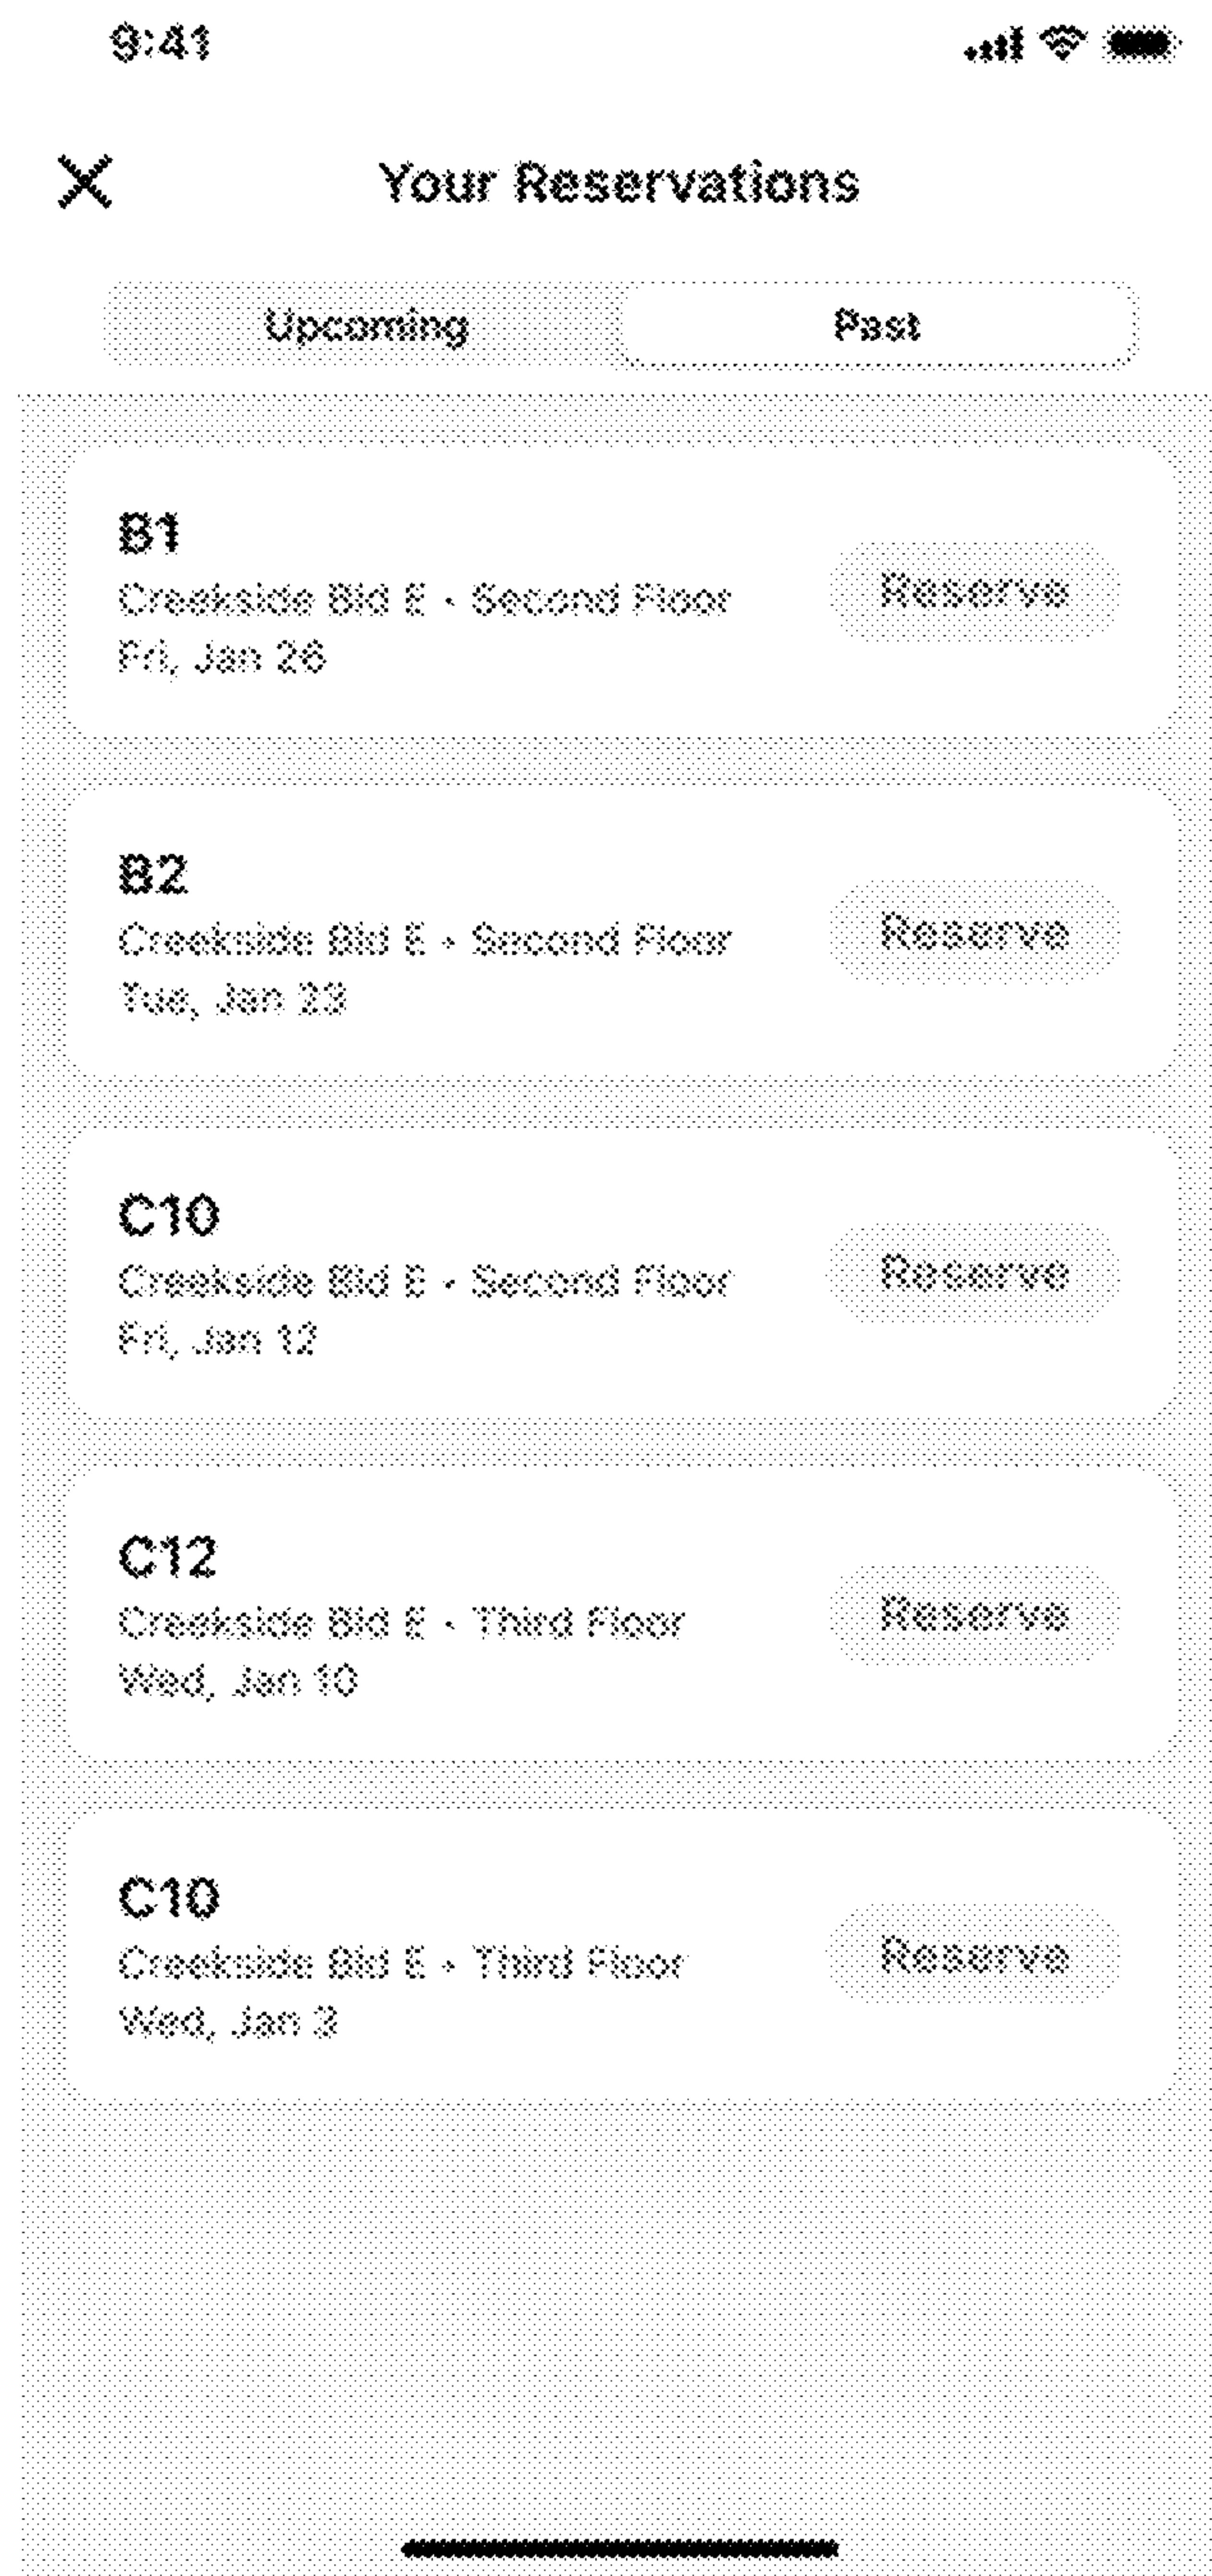 9:41
Your Reservations
Upcoming
Past
B1
Creekside Bld E · Second Floor
Fri, Jan 26
Reserve
B2
Creekside Bld E · Second Floor
Tue, Jan 23
Reserve
C10
Creekside Bld E · Second Floor
Fri, Jan 12
Reserve
C12
Creekside Bld E · Third Floor
Wed, Jan 10
Reserve
C10
Creekside Bld E · Third Floor
Wed, Jan 3
Reserve